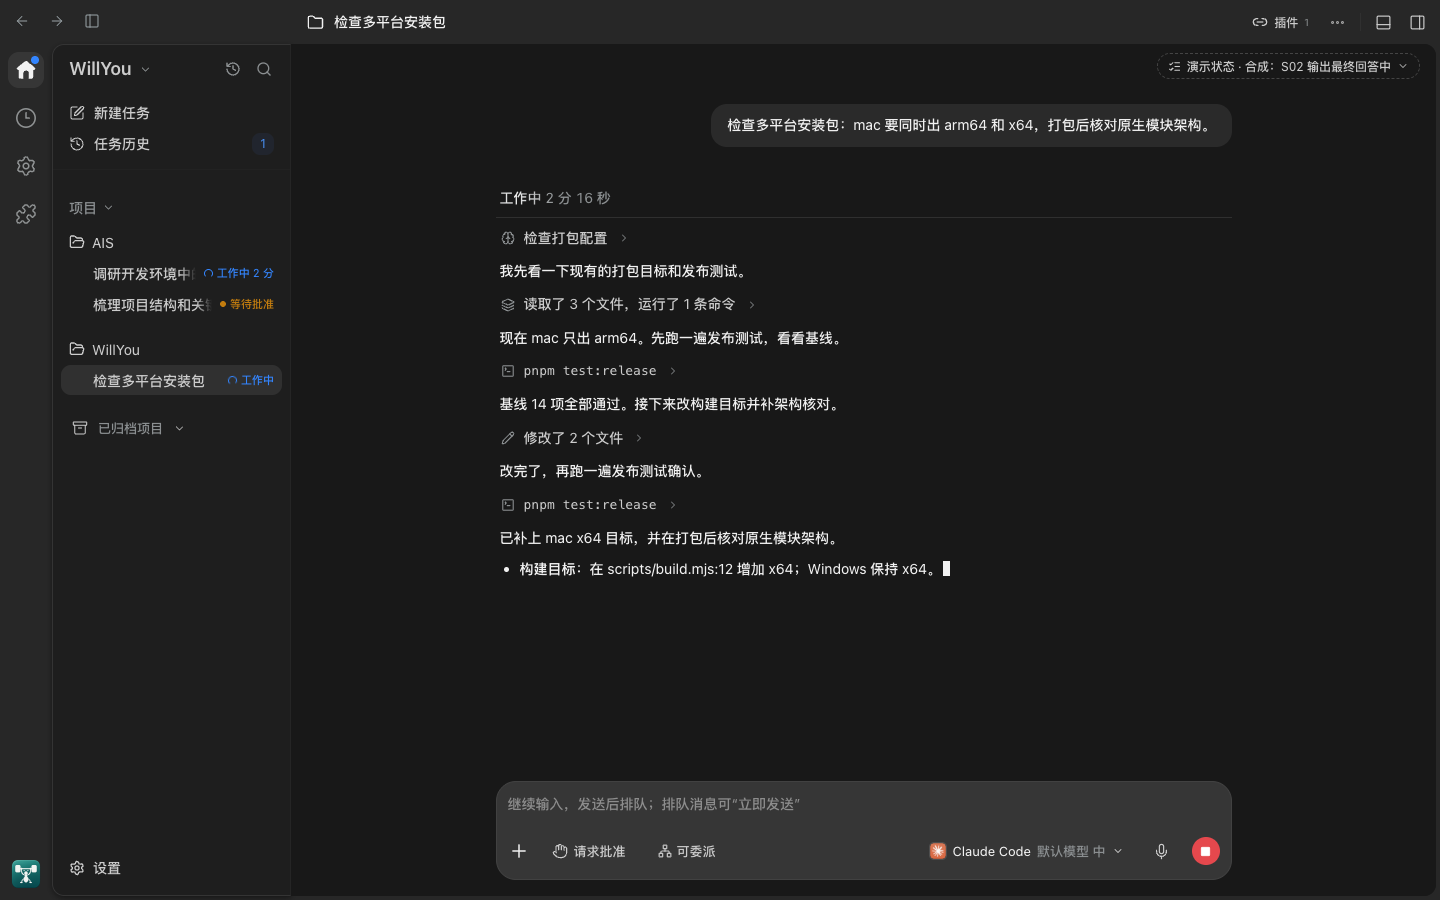 检查多平台安装包
插件 1
WillYou
演示状态 · 合成：S02 输出最终回答中
新建任务
任务历史 1
检查多平台安装包：mac 要同时出 arm64 和 x64，打包后核对原生模块架构。
项目
AIS
调研开发环境中 工作中 2 分
梳理项目结构和关 等待批准
WillYou
检查多平台安装包 工作中
已归档项目
工作中 2 分 16 秒
检查打包配置
我先看一下现有的打包目标和发布测试。
读取了 3 个文件，运行了 1 条命令
现在 mac 只出 arm64。先跑一遍发布测试，看看基线。
pnpm test:release
基线 14 项全部通过。接下来改构建目标并补架构核对。
修改了 2 个文件
改完了，再跑一遍发布测试确认。
pnpm test:release
已补上 mac x64 目标，并在打包后核对原生模块架构。
• 构建目标：在 scripts/build.mjs:12 增加 x64；Windows 保持 x64。
继续输入，发送后排队；排队消息可“立即发送”
请求批准 可委派 Claude Code 默认模型 中
设置